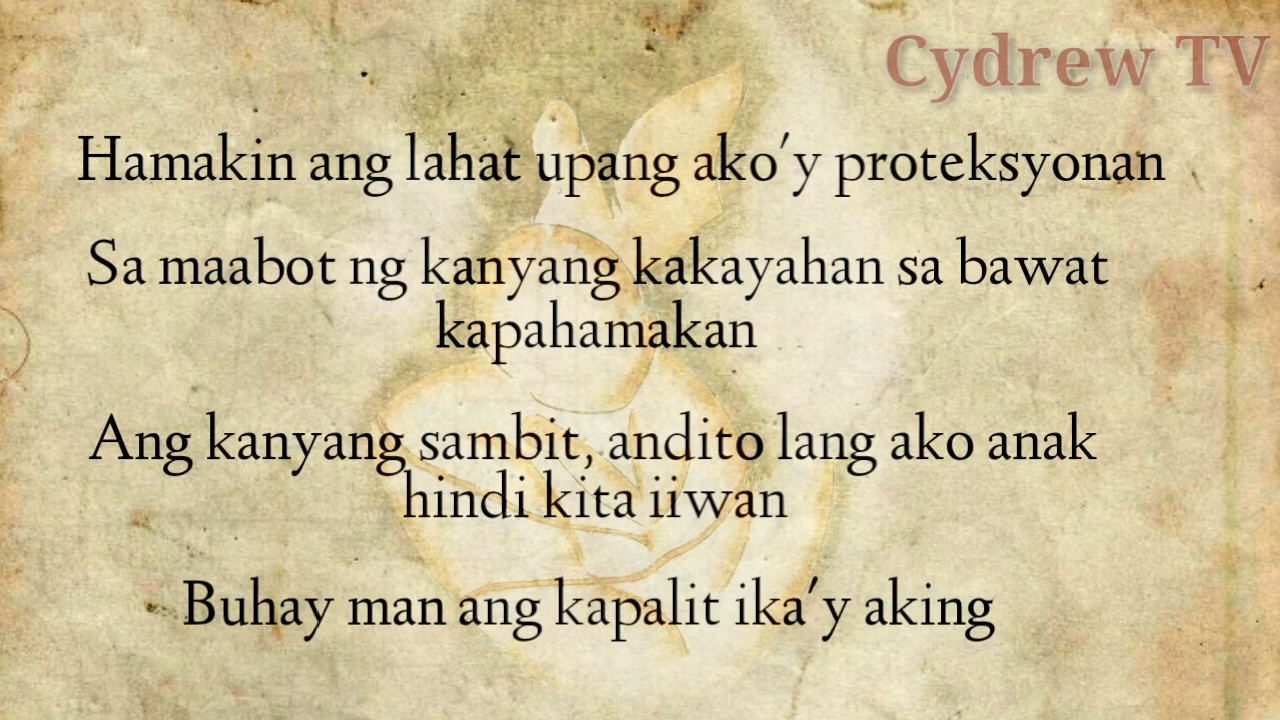 Cydrew TV
Hamakin ang lahat upang ako'y proteksyonan
Sa maabot ng kanyang kakayahan sa bawat
kapahamakan
Ang kanyang sambit, andito lang ako anak
hindi kita iiwan
Buhay man ang kapalit ika'y aking